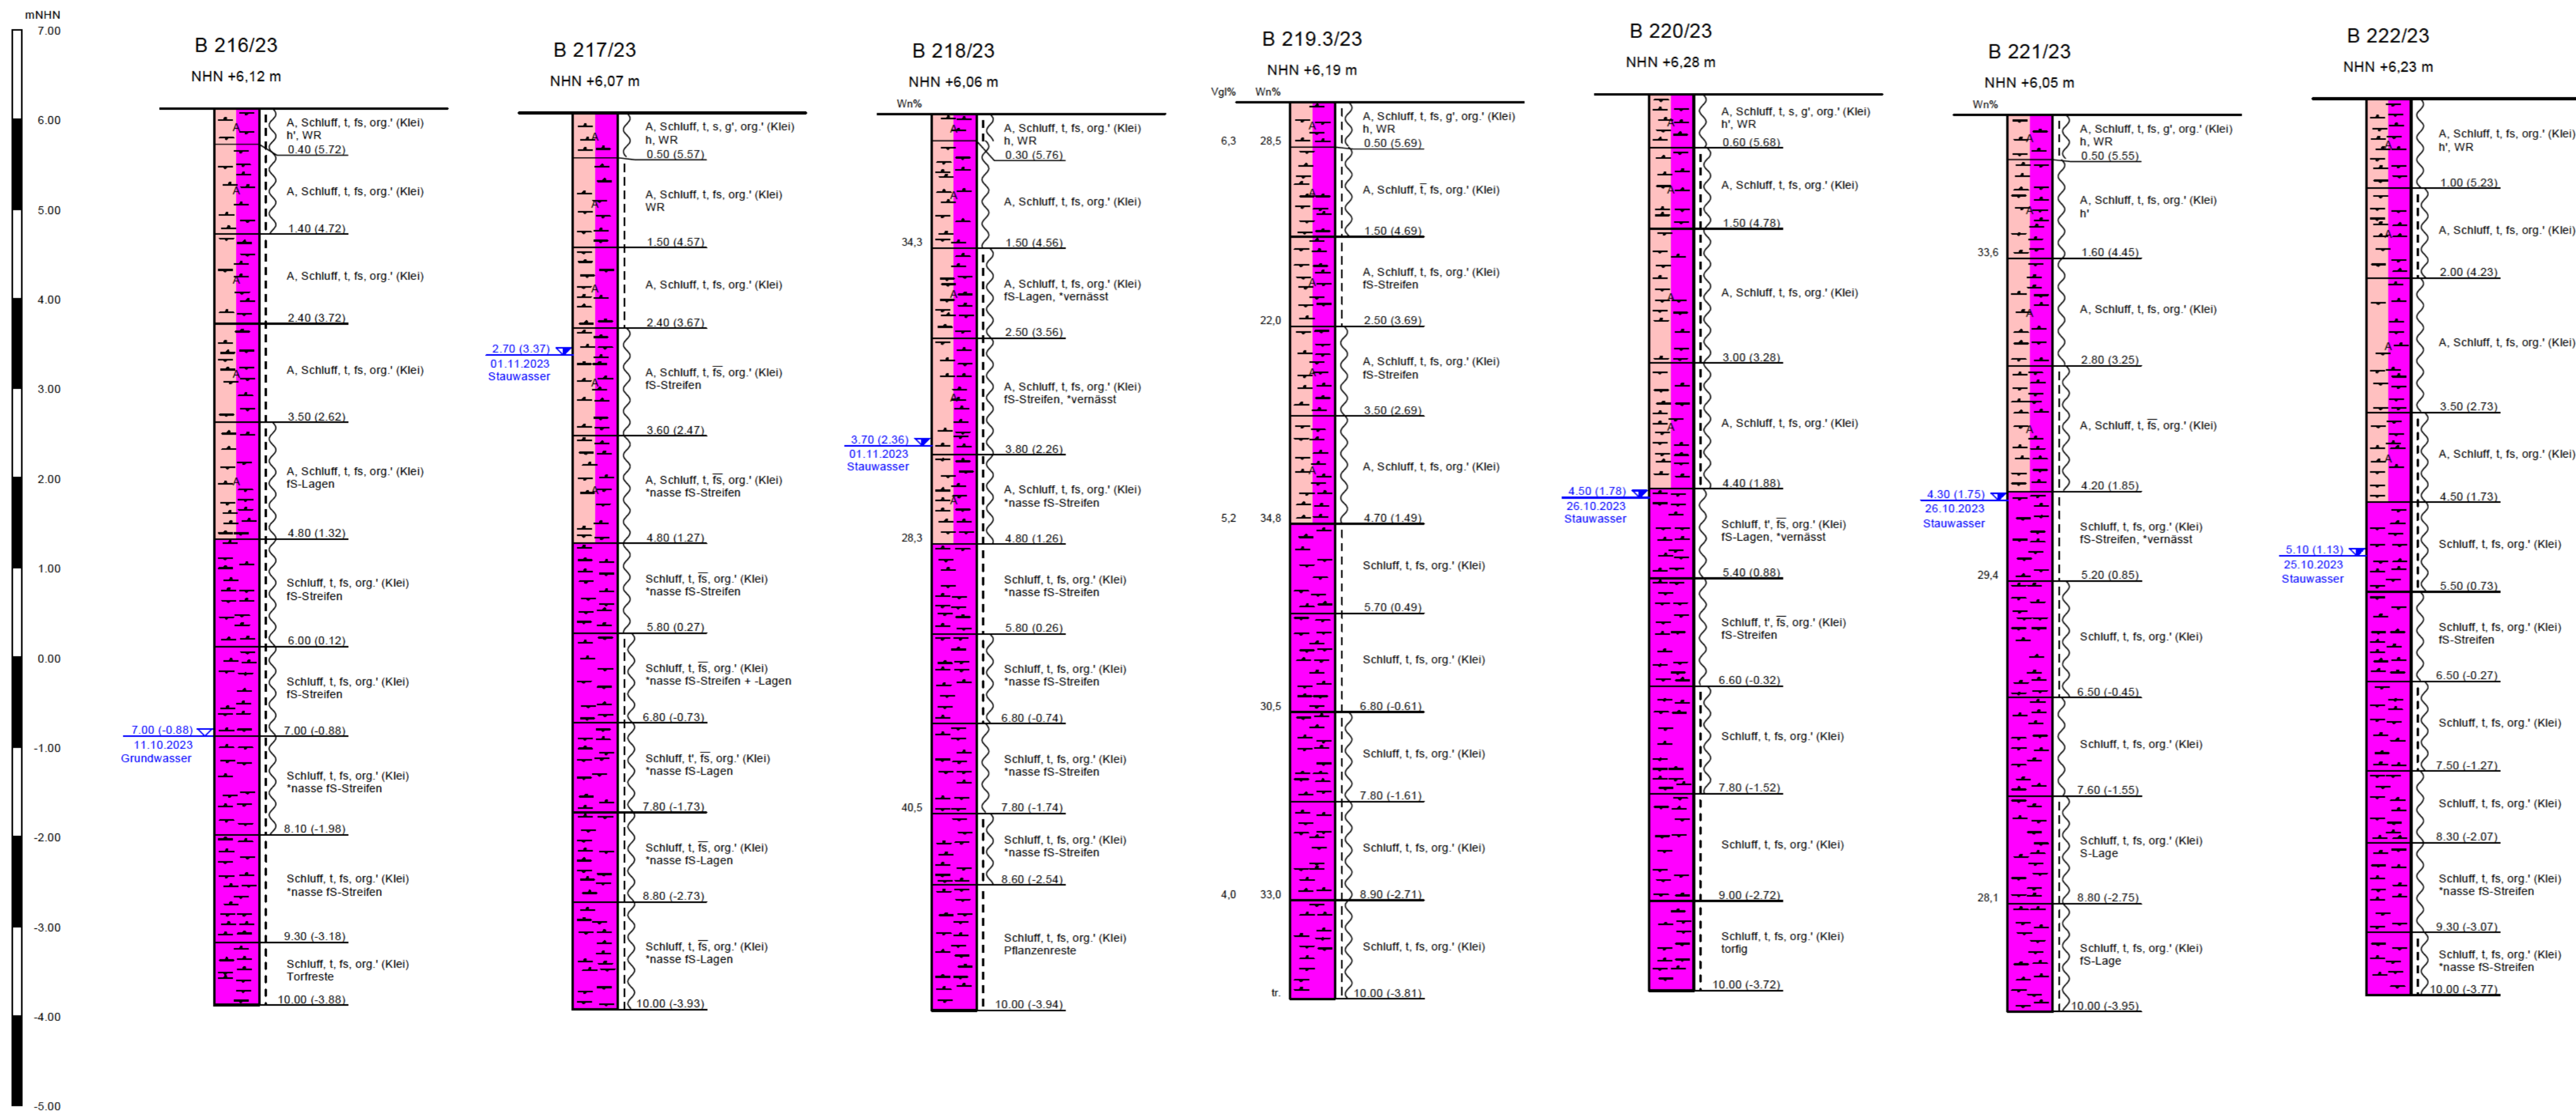 mNHN
7.00
6.00
5.00
4.00
3.00
2.00
1.00
0.00
-1.00
-2.00
-3.00
-4.00
-5.00
B 216/23
NHN +6,12 m
A, Schluff, t, fs, org.' (Klei)
h', WR
0.40 (5.72)
A, Schluff, t, fs, org.' (Klei)
1.40 (4.72)
A, Schluff, t, fs, org.' (Klei)
2.40 (3.72)
A, Schluff, t, fs, org.' (Klei)
3.50 (2.62)
A, Schluff, t, fs, org.' (Klei)
fS-Lagen
4.80 (1.32)
Schluff, t, fs, org.' (Klei)
fS-Streifen
6.00 (0.12)
Schluff, t, fs, org.' (Klei)
fS-Streifen
7.00 (-0.88)
7.00 (-0.88)
11.10.2023
Grundwasser
Schluff, t, fs, org.' (Klei)
*nasse fS-Streifen
8.10 (-1.98)
Schluff, t, fs, org.' (Klei)
*nasse fS-Streifen
9.30 (-3.18)
Schluff, t, fs, org.' (Klei)
Torfreste
10.00 (-3.88)
B 217/23
NHN +6,07 m
A, Schluff, t, s, g', org.' (Klei)
h, WR
0.50 (5.57)
A, Schluff, t, fs, org.' (Klei)
WR
1.50 (4.57)
A, Schluff, t, fs, org.' (Klei)
2.40 (3.67)
2.70 (3.37)
01.11.2023
Stauwasser
A, Schluff, t, f̅s̅, org.' (Klei)
fS-Streifen
3.60 (2.47)
A, Schluff, t, f̅s̅, org.' (Klei)
*nasse fS-Streifen
4.80 (1.27)
Schluff, t, f̅s̅, org.' (Klei)
*nasse fS-Streifen
5.80 (0.27)
Schluff, t, f̅s̅, org.' (Klei)
*nasse fS-Streifen + -Lagen
6.80 (-0.73)
Schluff, t', f̅s̅, org.' (Klei)
*nasse fS-Lagen
7.80 (-1.73)
Schluff, t, f̅s̅, org.' (Klei)
*nasse fS-Lagen
8.80 (-2.73)
Schluff, t, f̅s̅, org.' (Klei)
*nasse fS-Lagen
10.00 (-3.93)
B 218/23
NHN +6,06 m
Wn%
A, Schluff, t, fs, org.' (Klei)
h, WR
0.30 (5.76)
A, Schluff, t, fs, org.' (Klei)
34,3
1.50 (4.56)
A, Schluff, t, fs, org.' (Klei)
fS-Lagen, *vernässt
2.50 (3.56)
A, Schluff, t, fs, org.' (Klei)
fS-Streifen, *vernässt
3.70 (2.36)
01.11.2023
Stauwasser
3.80 (2.26)
A, Schluff, t, fs, org.' (Klei)
*nasse fS-Streifen
28,3
4.80 (1.26)
Schluff, t, fs, org.' (Klei)
*nasse fS-Streifen
5.80 (0.26)
Schluff, t, fs, org.' (Klei)
*nasse fS-Streifen
6.80 (-0.74)
Schluff, t, fs, org.' (Klei)
*nasse fS-Streifen
40,5
7.80 (-1.74)
Schluff, t, fs, org.' (Klei)
*nasse fS-Streifen
8.60 (-2.54)
Schluff, t, fs, org.' (Klei)
Pflanzenreste
10.00 (-3.94)
B 219.3/23
NHN +6,19 m
Vgl% Wn%
A, Schluff, t, fs, g', org.' (Klei)
h, WR
6,3 28,5
0.50 (5.69)
A, Schluff, t̅, fs, org.' (Klei)
1.50 (4.69)
A, Schluff, t, fs, org.' (Klei)
fS-Streifen
22,0
2.50 (3.69)
A, Schluff, t, fs, org.' (Klei)
fS-Streifen
3.50 (2.69)
A, Schluff, t, fs, org.' (Klei)
5,2 34,8
4.70 (1.49)
Schluff, t, fs, org.' (Klei)
5.70 (0.49)
Schluff, t, fs, org.' (Klei)
30,5
6.80 (-0.61)
Schluff, t, fs, org.' (Klei)
7.80 (-1.61)
Schluff, t, fs, org.' (Klei)
4,0 33,0
8.90 (-2.71)
Schluff, t, fs, org.' (Klei)
tr.
10.00 (-3.81)
B 220/23
NHN +6,28 m
A, Schluff, t, s, g', org.' (Klei)
h', WR
0.60 (5.68)
A, Schluff, t, fs, org.' (Klei)
1.50 (4.78)
A, Schluff, t, fs, org.' (Klei)
3.00 (3.28)
A, Schluff, t, fs, org.' (Klei)
4.40 (1.88)
4.50 (1.78)
26.10.2023
Stauwasser
Schluff, t', f̅s̅, org.' (Klei)
fS-Lagen, *vernässt
5.40 (0.88)
Schluff, t', f̅s̅, org.' (Klei)
fS-Streifen
6.60 (-0.32)
Schluff, t, fs, org.' (Klei)
7.80 (-1.52)
Schluff, t, fs, org.' (Klei)
9.00 (-2.72)
Schluff, t, fs, org.' (Klei)
torfig
10.00 (-3.72)
B 221/23
NHN +6,05 m
Wn%
A, Schluff, t, fs, g', org.' (Klei)
h, WR
0.50 (5.55)
A, Schluff, t, fs, org.' (Klei)
h'
33,6
1.60 (4.45)
A, Schluff, t, fs, org.' (Klei)
2.80 (3.25)
A, Schluff, t, f̅s̅, org.' (Klei)
4.20 (1.85)
4.30 (1.75)
26.10.2023
Stauwasser
Schluff, t, fs, org.' (Klei)
fS-Streifen, *vernässt
29,4
5.20 (0.85)
Schluff, t, fs, org.' (Klei)
6.50 (-0.45)
Schluff, t, fs, org.' (Klei)
7.60 (-1.55)
Schluff, t, fs, org.' (Klei)
S-Lage
28,1
8.80 (-2.75)
Schluff, t, fs, org.' (Klei)
fS-Lage
10.00 (-3.95)
B 222/23
NHN +6,23 m
A, Schluff, t, fs, org.' (Klei)
h', WR
1.00 (5.23)
A, Schluff, t, fs, org.' (Klei)
2.00 (4.23)
A, Schluff, t, fs, org.' (Klei)
3.50 (2.73)
A, Schluff, t, fs, org.' (Klei)
4.50 (1.73)
5.10 (1.13)
25.10.2023
Stauwasser
Schluff, t, fs, org.' (Klei)
5.50 (0.73)
Schluff, t, fs, org.' (Klei)
fS-Streifen
6.50 (-0.27)
Schluff, t, fs, org.' (Klei)
7.50 (-1.27)
Schluff, t, fs, org.' (Klei)
8.30 (-2.07)
Schluff, t, fs, org.' (Klei)
*nasse fS-Streifen
9.30 (-3.07)
Schluff, t, fs, org.' (Klei)
*nasse fS-Streifen
10.00 (-3.77)